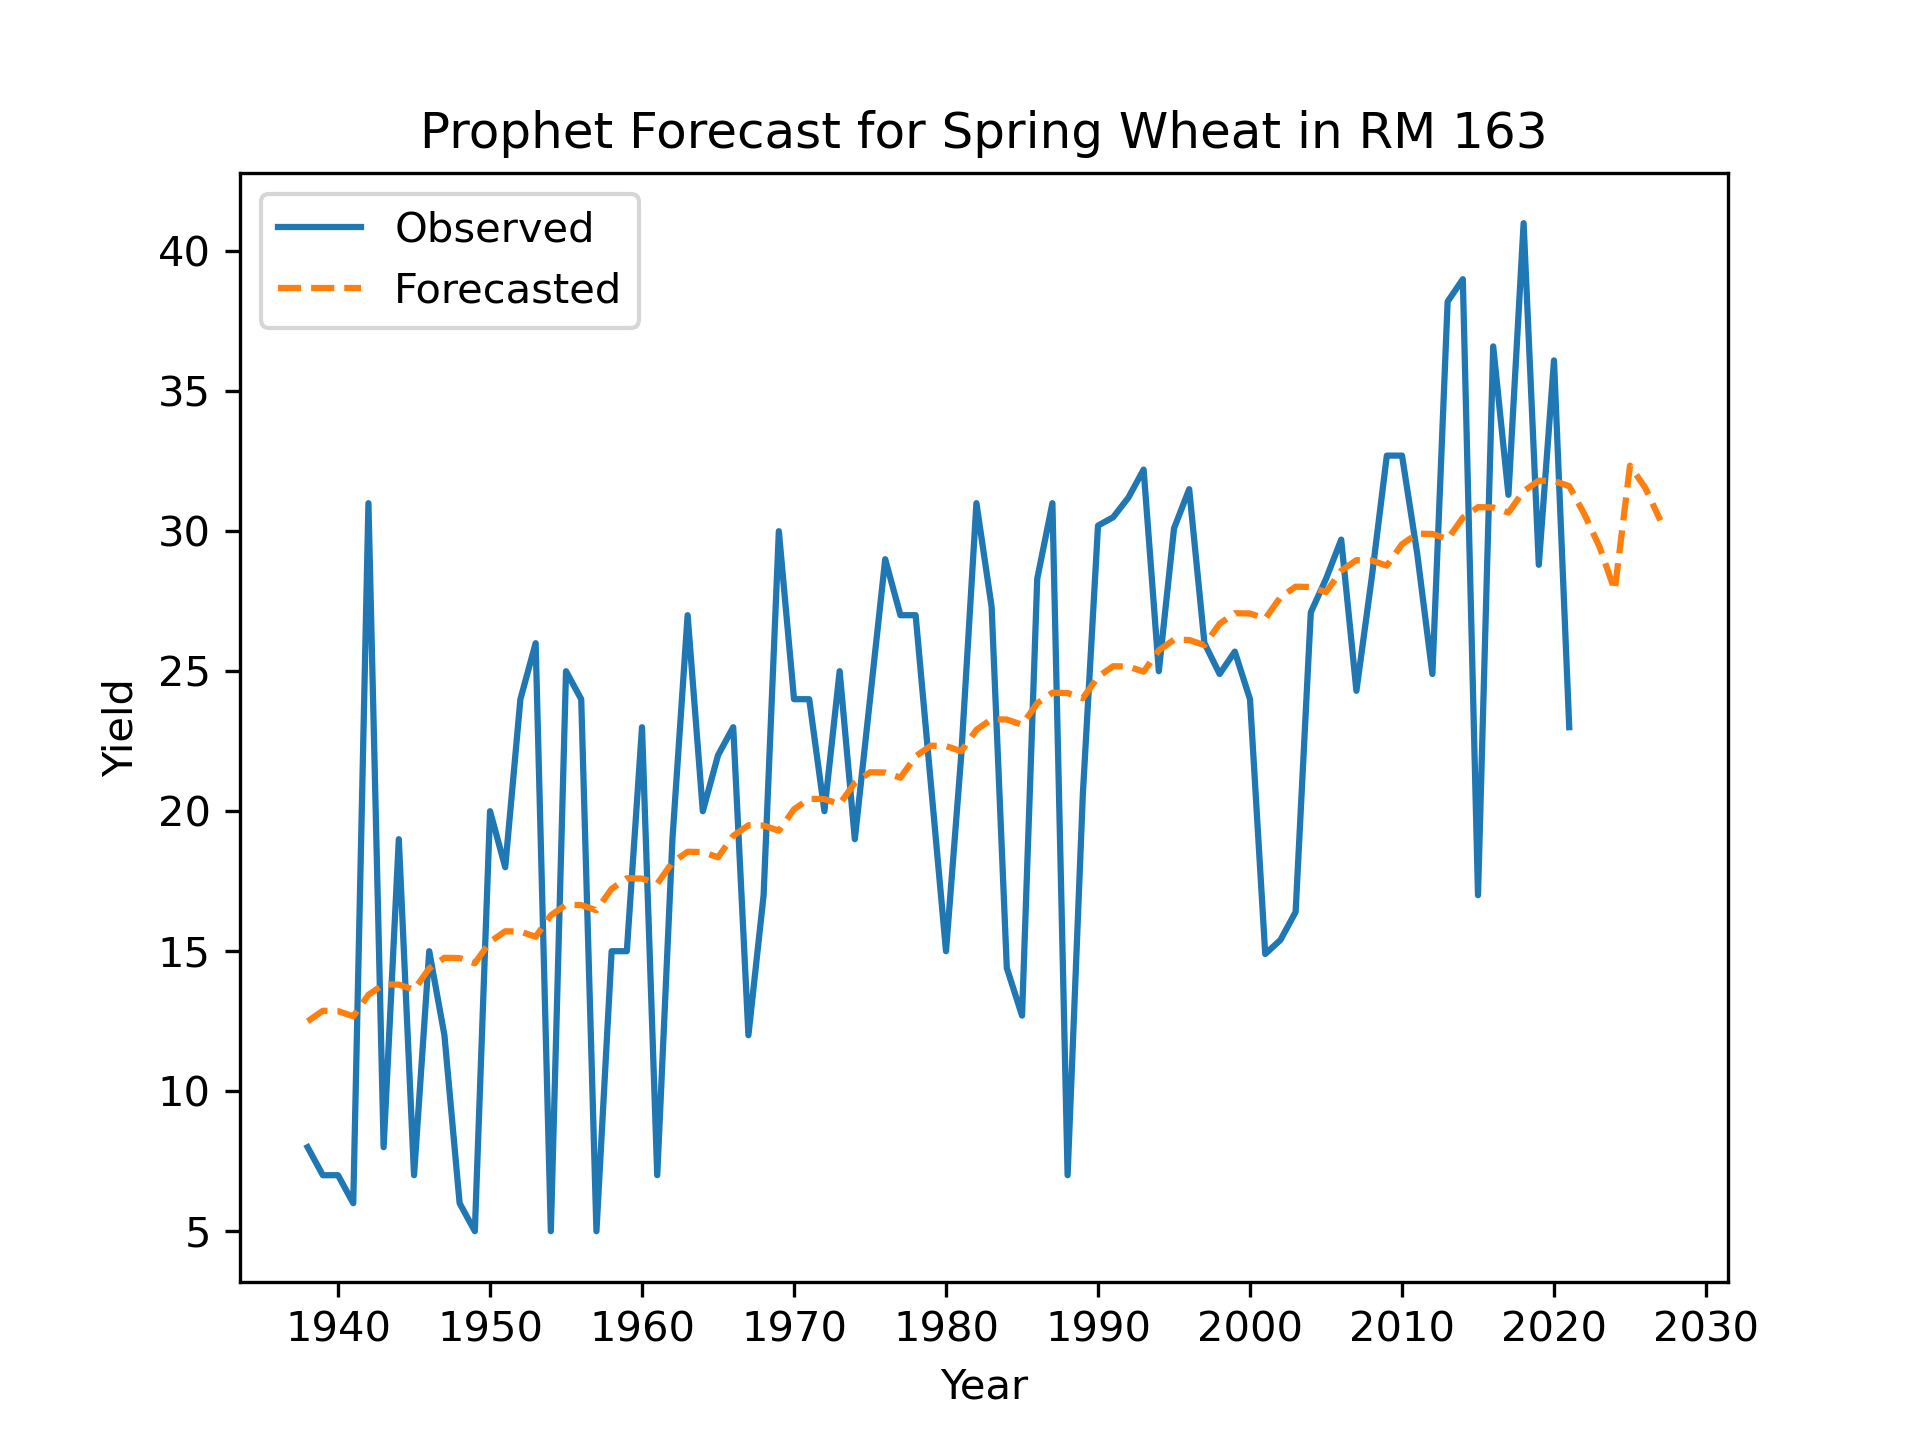 Prophet Forecast for Spring Wheat in RM 163
Observed
Forecasted
40
35
30
25
20
15
10
5
Yield
1940 1950 1960 1970 1980 1990 2000 2010 2020 2030
Year